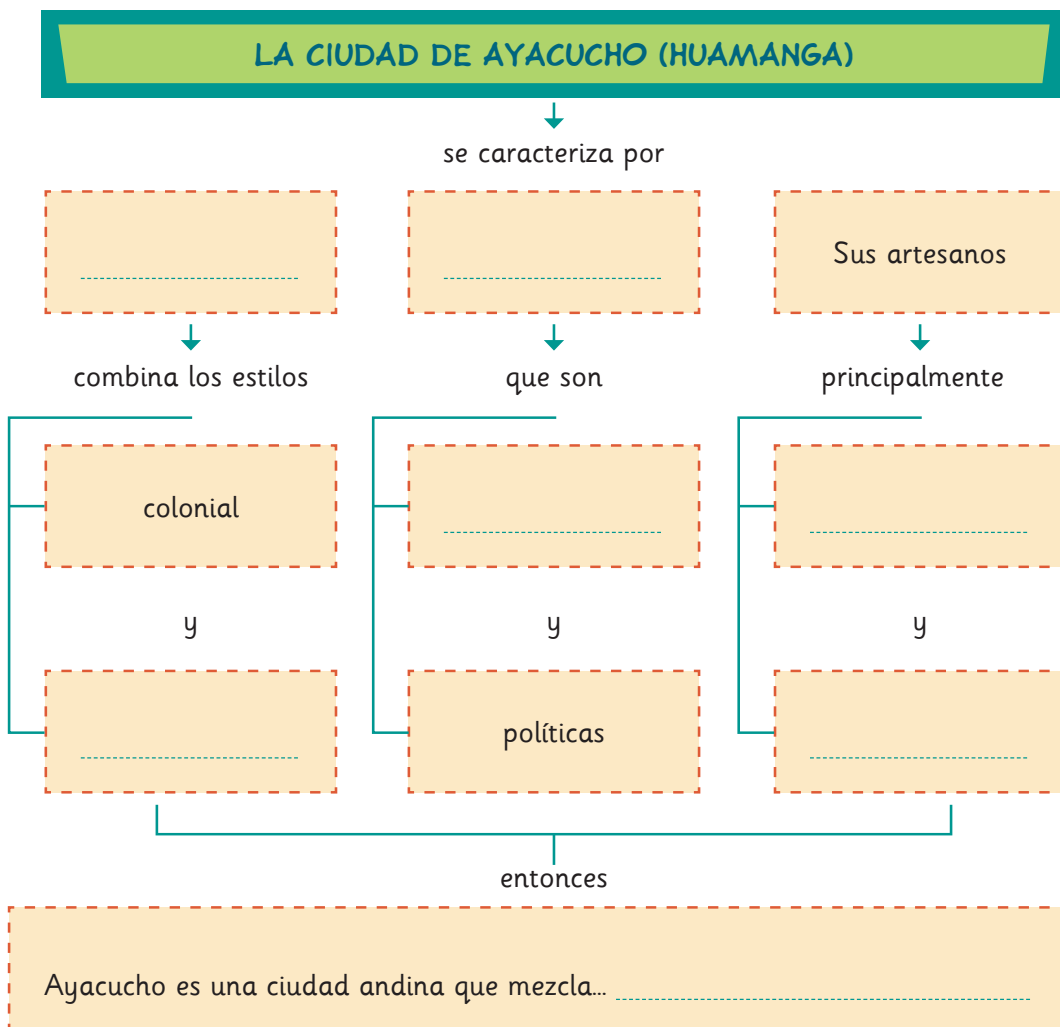 LA CIUDAD DE AYACUCHO (HUAMANGA)
se caracteriza por
Sus artesanos
combina los estilos
que son
principalmente
colonial
y
y
y
políticas
entonces
Ayacucho es una ciudad andina que mezcla...